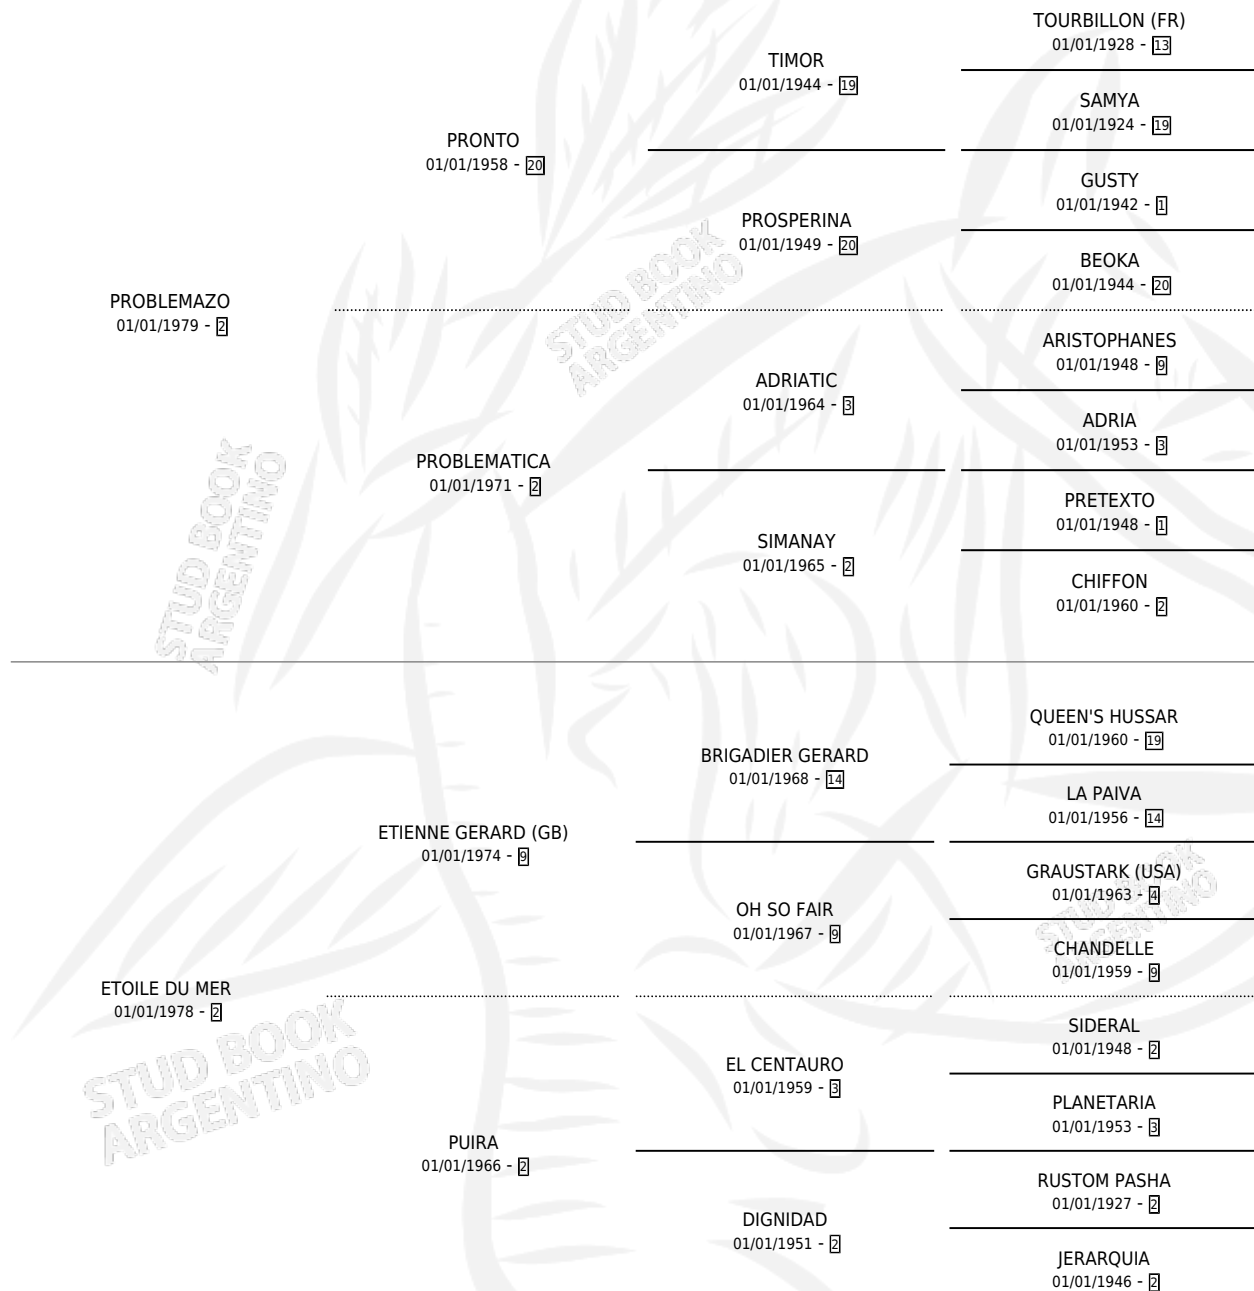 TOURBILLON (FR)
01/01/1928 - 13
TIMOR
01/01/1944 - 19
SAMYA
01/01/1924 - 19
PRONTO
01/01/1958 - 20
GUSTY
01/01/1942 - 1
PROSPERINA
01/01/1949 - 20
BEOKA
01/01/1944 - 20
PROBLEMAZO
01/01/1979 - 2
ARISTOPHANES
01/01/1948 - 9
ADRIATIC
01/01/1964 - 3
ADRIA
01/01/1953 - 3
PROBLEMATICA
01/01/1971 - 2
PRETEXTO
01/01/1948 - 1
SIMANAY
01/01/1965 - 2
CHIFFON
01/01/1960 - 2
QUEEN'S HUSSAR
01/01/1960 - 19
BRIGADIER GERARD
01/01/1968 - 14
LA PAIVA
01/01/1956 - 14
ETIENNE GERARD (GB)
01/01/1974 - 9
GRAUSTARK (USA)
01/01/1963 - 4
OH SO FAIR
01/01/1967 - 9
CHANDELLE
01/01/1959 - 9
ETOILE DU MER
01/01/1978 - 2
SIDERAL
01/01/1948 - 2
EL CENTAURO
01/01/1959 - 3
PLANETARIA
01/01/1953 - 3
PUIRA
01/01/1966 - 2
RUSTOM PASHA
01/01/1927 - 2
DIGNIDAD
01/01/1951 - 2
JERARQUIA
01/01/1946 - 2
STUD BOOK
ARGENTINO
STUD BOOK
ARGENTINO
STUD BOOK
ARGENTINO
STUD BOOK
ARGENTINO